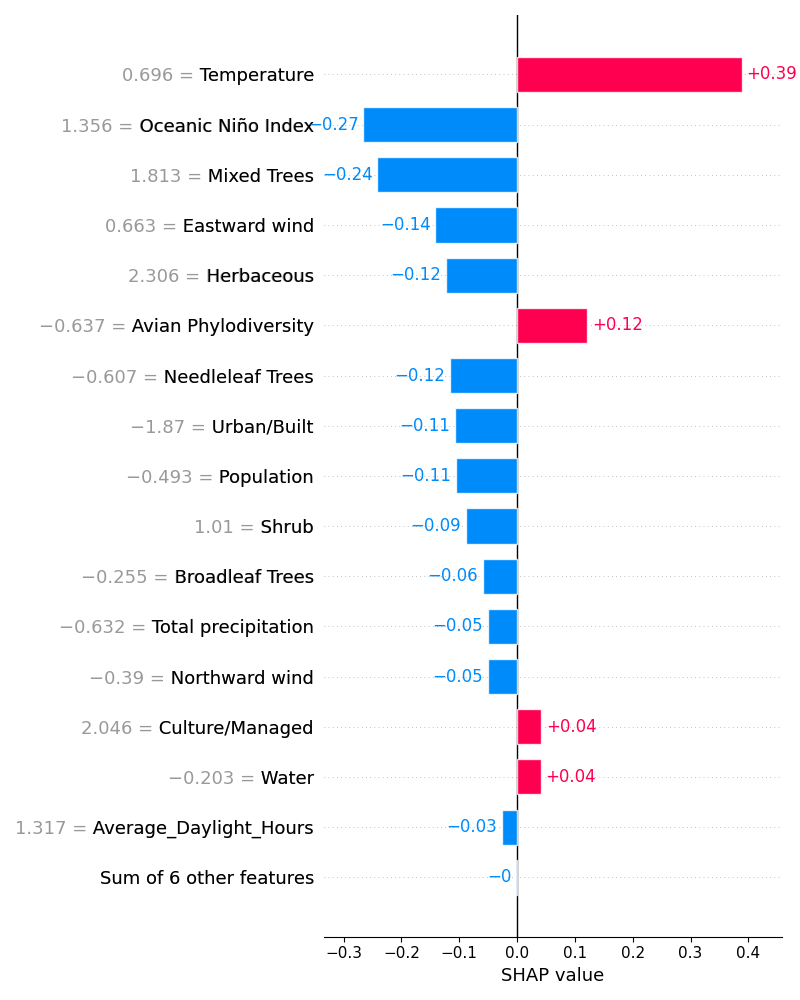 0.696 = Temperature +0.39
1.356 = Oceanic Niño Index −0.27
1.813 = Mixed Trees −0.24
0.663 = Eastward wind −0.14
2.306 = Herbaceous −0.12
−0.637 = Avian Phylodiversity +0.12
−0.607 = Needleleaf Trees −0.12
−1.87 = Urban/Built −0.11
−0.493 = Population −0.11
1.01 = Shrub −0.09
−0.255 = Broadleaf Trees −0.06
−0.632 = Total precipitation −0.05
−0.39 = Northward wind −0.05
2.046 = Culture/Managed +0.04
−0.203 = Water +0.04
1.317 = Average_Daylight_Hours −0.03
Sum of 6 other features −0
−0.3 −0.2 −0.1 0.0 0.1 0.2 0.3 0.4
SHAP value